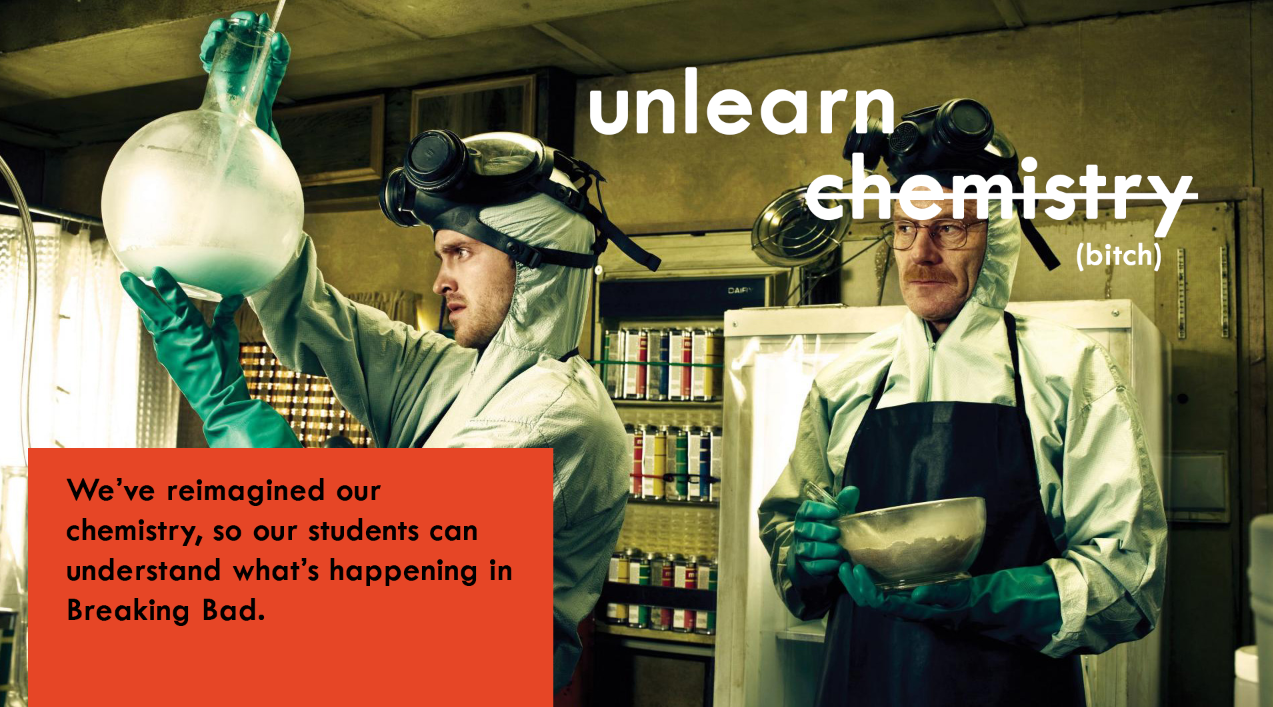 unlearn
chemistry
(bitch)
DAIRY
We've reimagined our
chemistry, so our students can
understand what's happening in
Breaking Bad.